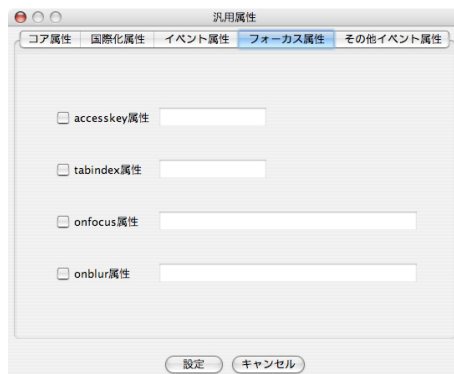 汎用属性
コア属性 国際化属性 イベント属性 フォーカス属性 その他イベント属性
accesskey属性
tabindex属性
onfocus属性
onblur属性
設定 キャンセル